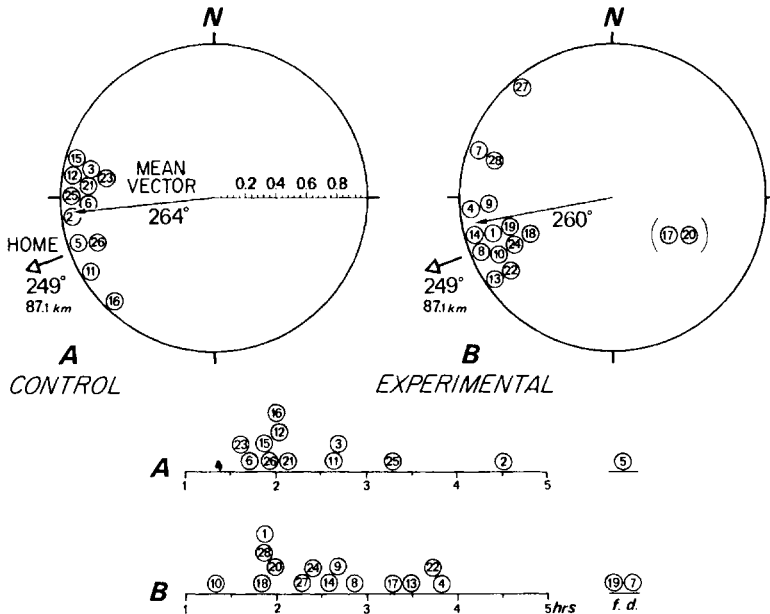 N N
27
15 3 12 21 23 25 6 2
MEAN
VECTOR
0.2 0.4 0.6 0.8
264°
7 28
4 9
260°
HOME
5 26
11
16
14 1 19 18 8 10 24 22 13
(17 20)
249°
87.1 km
249°
87.1 km
A B
CONTROL EXPERIMENTAL
16
12
23 15 3
A 6 26 21 11 25 2 5
1 2 3 4 5
1
28
20 24 9 22
B 10 18 27 58 8 17 13 4 19 7
1 2 3 4 5 hrs f. d.